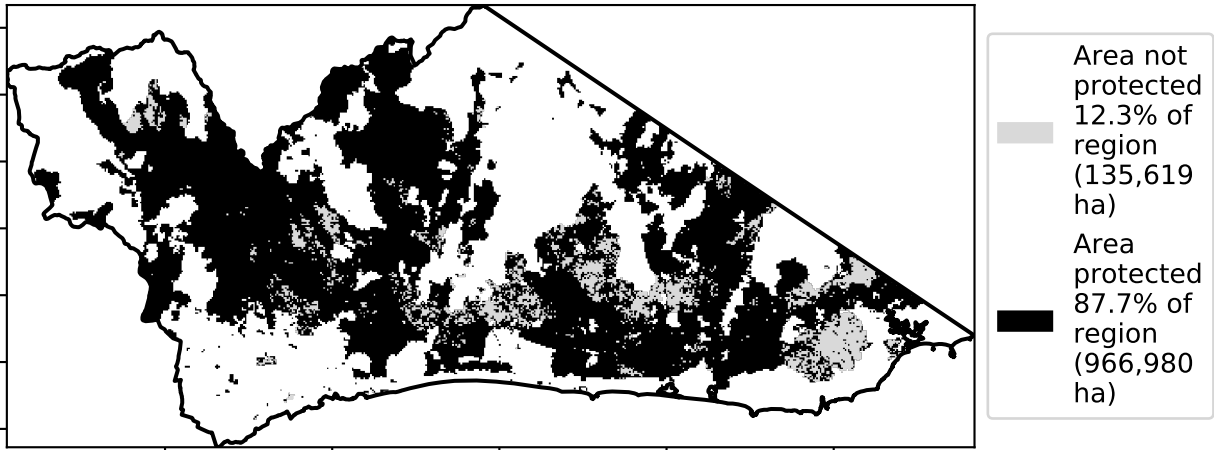 Area not
protected
12.3% of
region
(135,619
ha)
Area
protected
87.7% of
region
(966,980
ha)